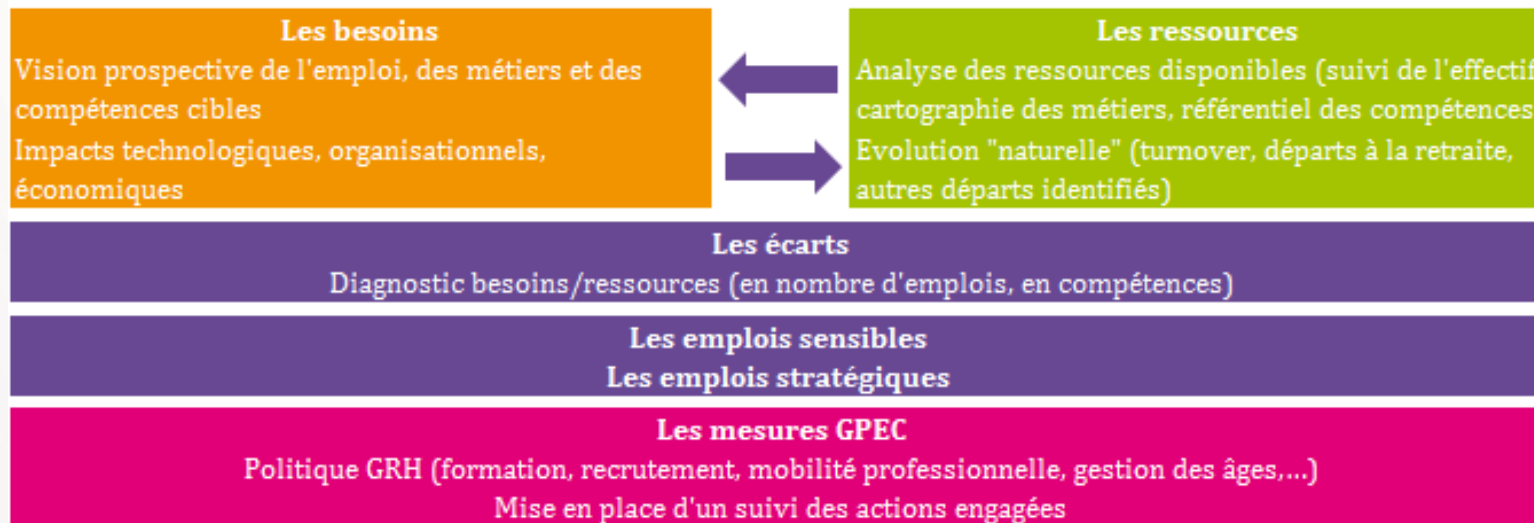 Les besoins
Vision prospective de l'emploi, des métiers et des
compétences cibles
Impacts technologiques, organisationnels,
économiques
Les ressources
Analyse des ressources disponibles (suivi de l'effectif
cartographie des métiers, référentiel des compétences
Evolution "naturelle" (turnover, départs à la retraite,
autres départs identifiés)
Les écarts
Diagnostic besoins/ressources (en nombre d'emplois, en compétences)
Les emplois sensibles
Les emplois stratégiques
Les mesures GPEC
Politique GRH (formation, recrutement, mobilité professionnelle, gestion des âges,...)
Mise en place d'un suivi des actions engagées